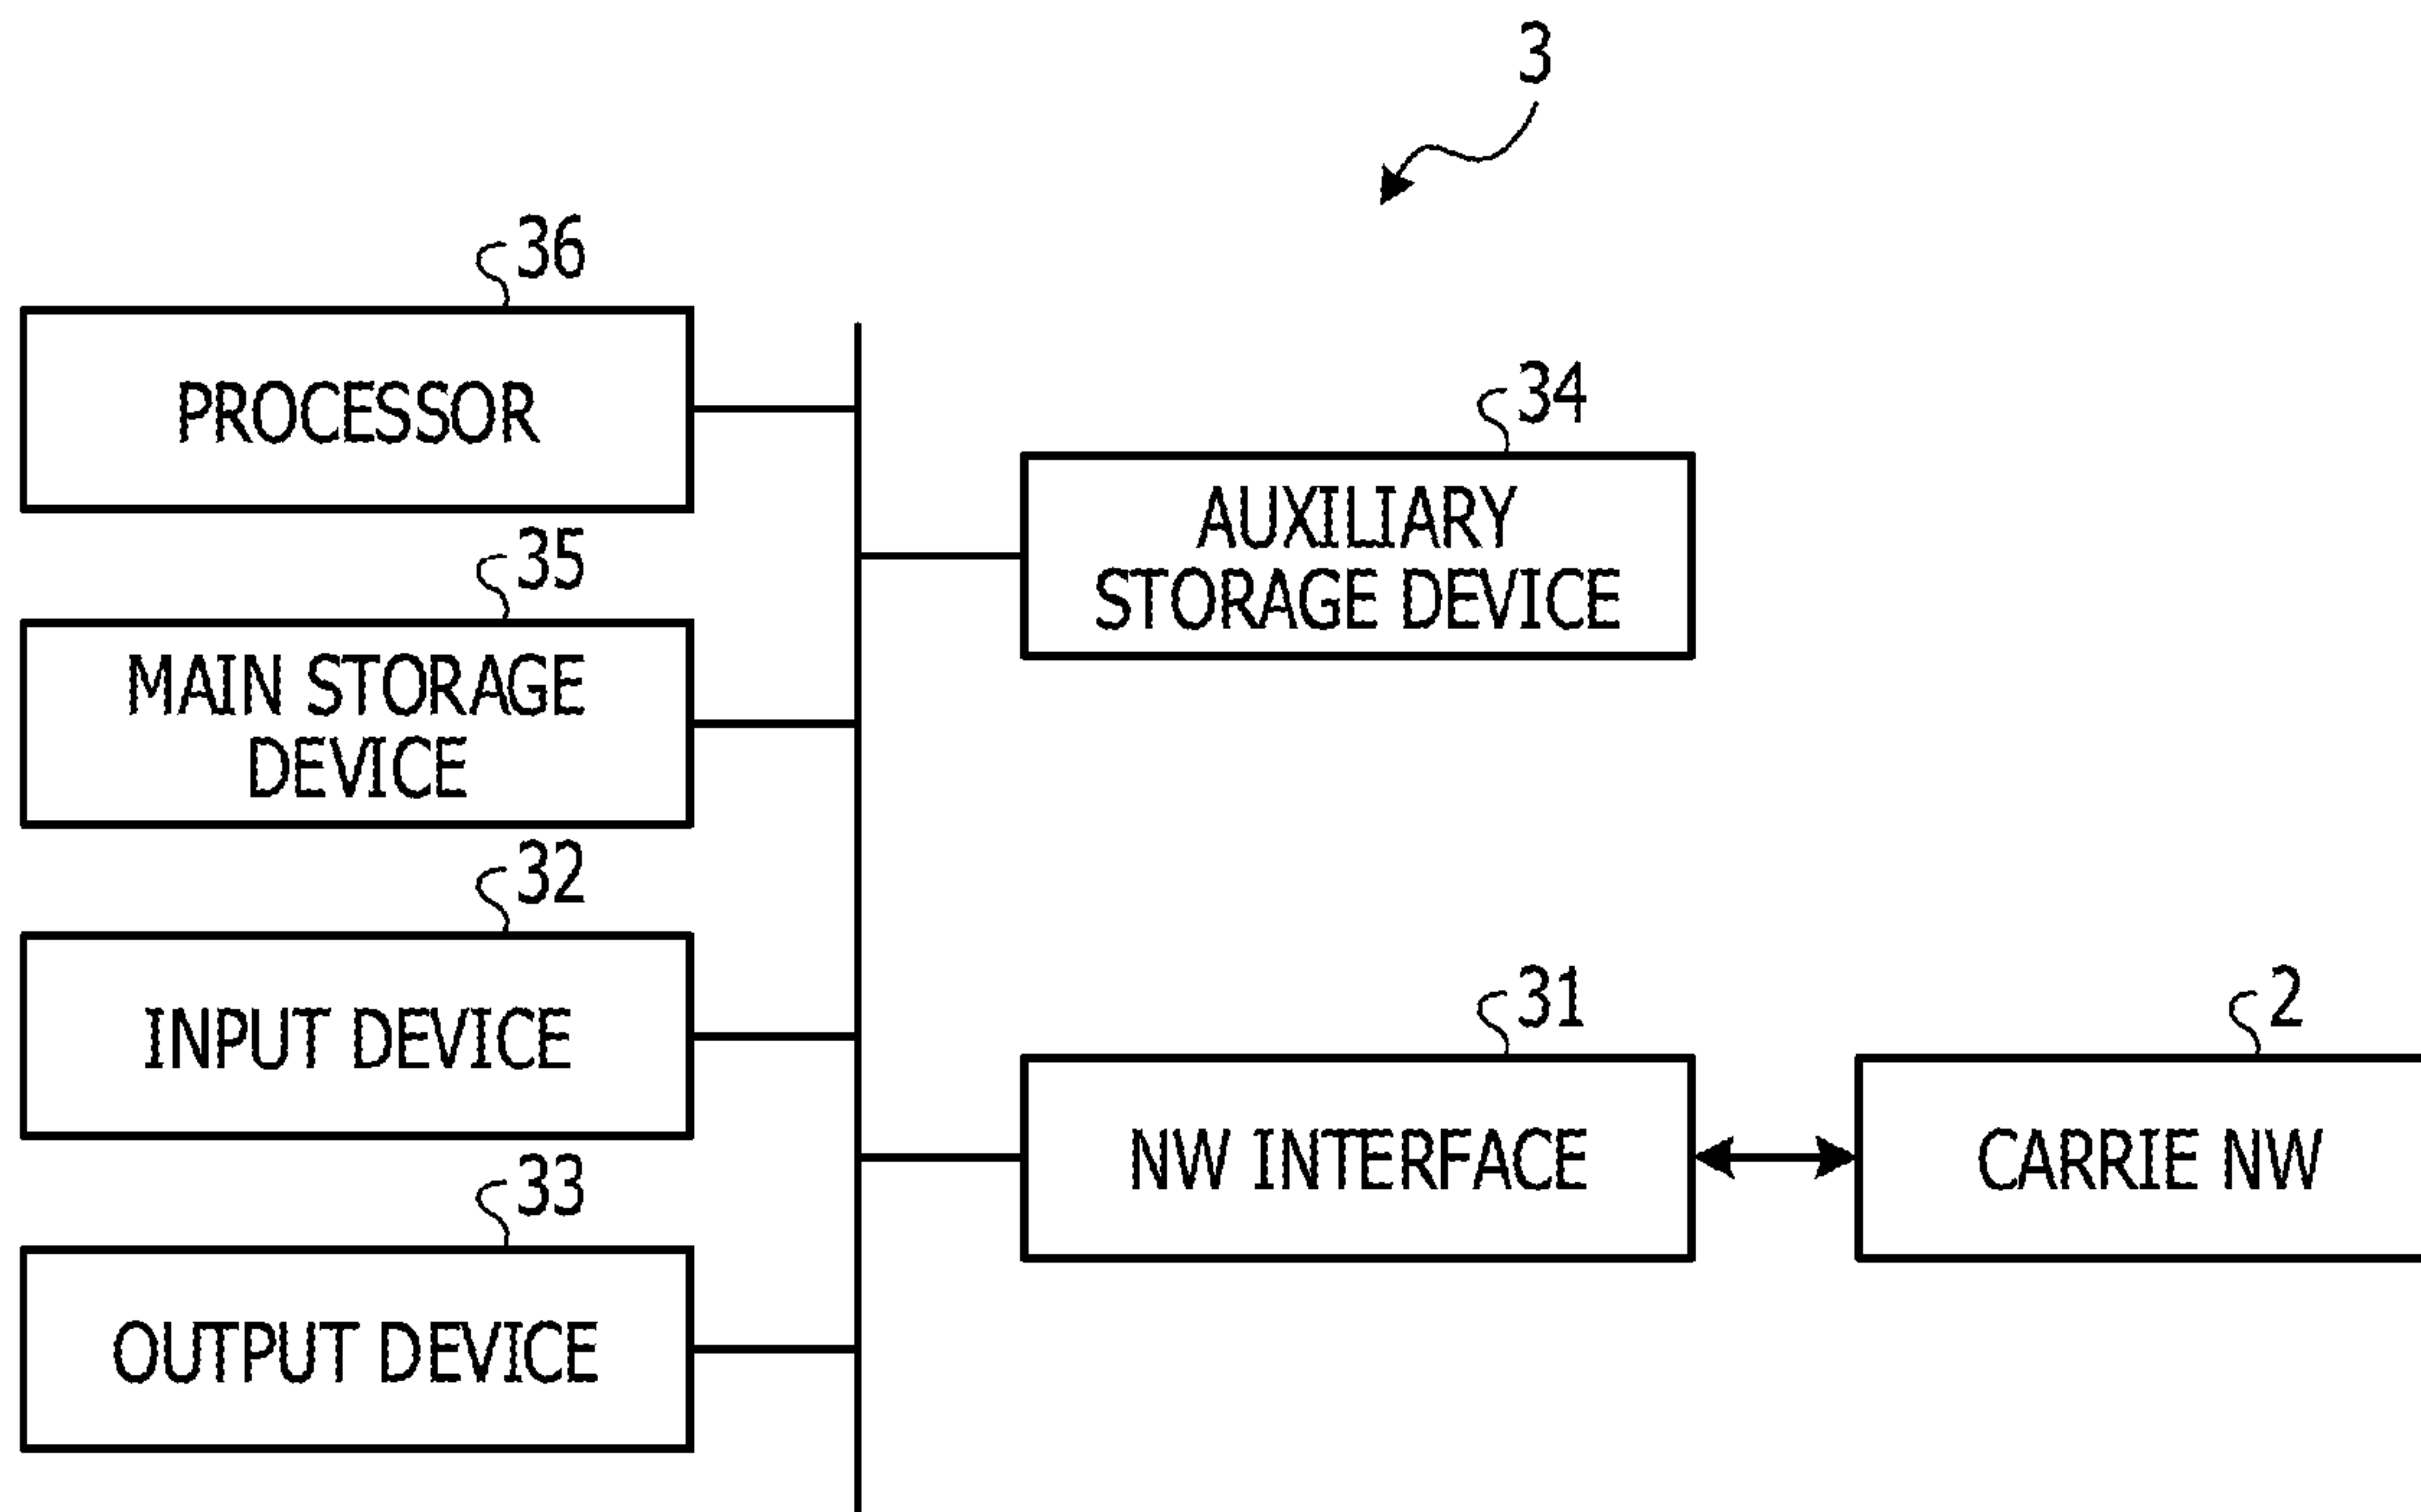 3
36
PROCESSOR
34
AUXILIARY
STORAGE DEVICE
35
MAIN STORAGE
DEVICE
32
INPUT DEVICE
31
NW INTERFACE
2
CARRIE NW
33
OUTPUT DEVICE